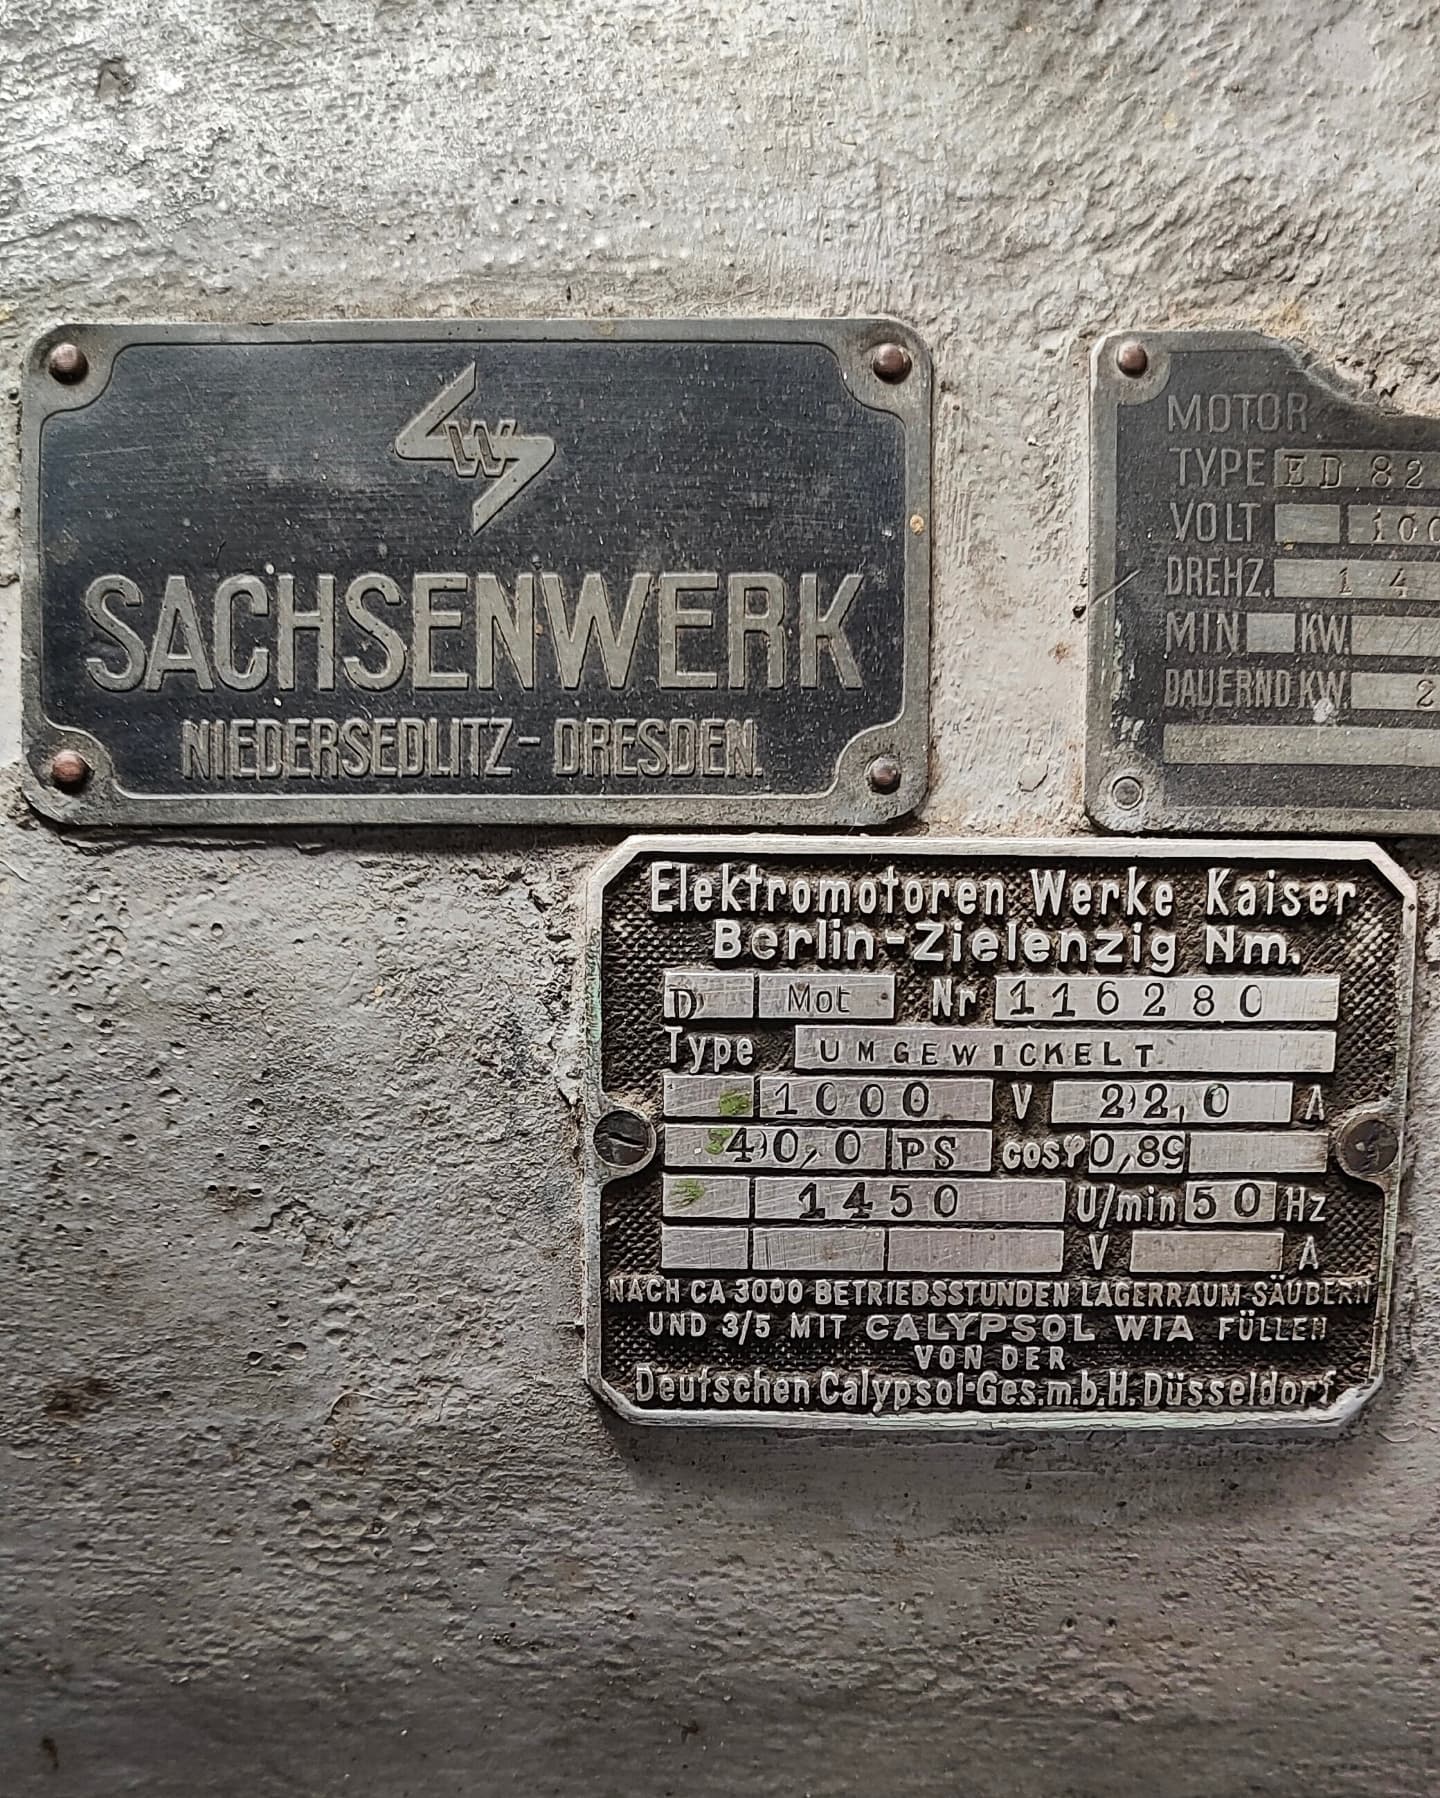 SW
SACHSENWERK
NIEDERSEDLITZ-DRESDEN.
MOTOR
TYPE ED 82
VOLT 100
DREHZ. 1 4
MIN KW.
DAUERND KW. 2
Elektromotoren Werke Kaiser
Berlin-Zielenzig Nm.
D Mot Nr 116280
Type UMGEWICKELT
1000 V 22,0 A
40,0 PS cosφ 0,89
1450 U/min 50 Hz
V A
NACH CA 3000 BETRIEBSSTUNDEN LAGERRAUM SÄUBERN
UND 3/5 MIT CALYPSOL WIA FÜLLEN
VON DER
Deutschen Calypsol-Ges.m.b.H. Düsseldorf